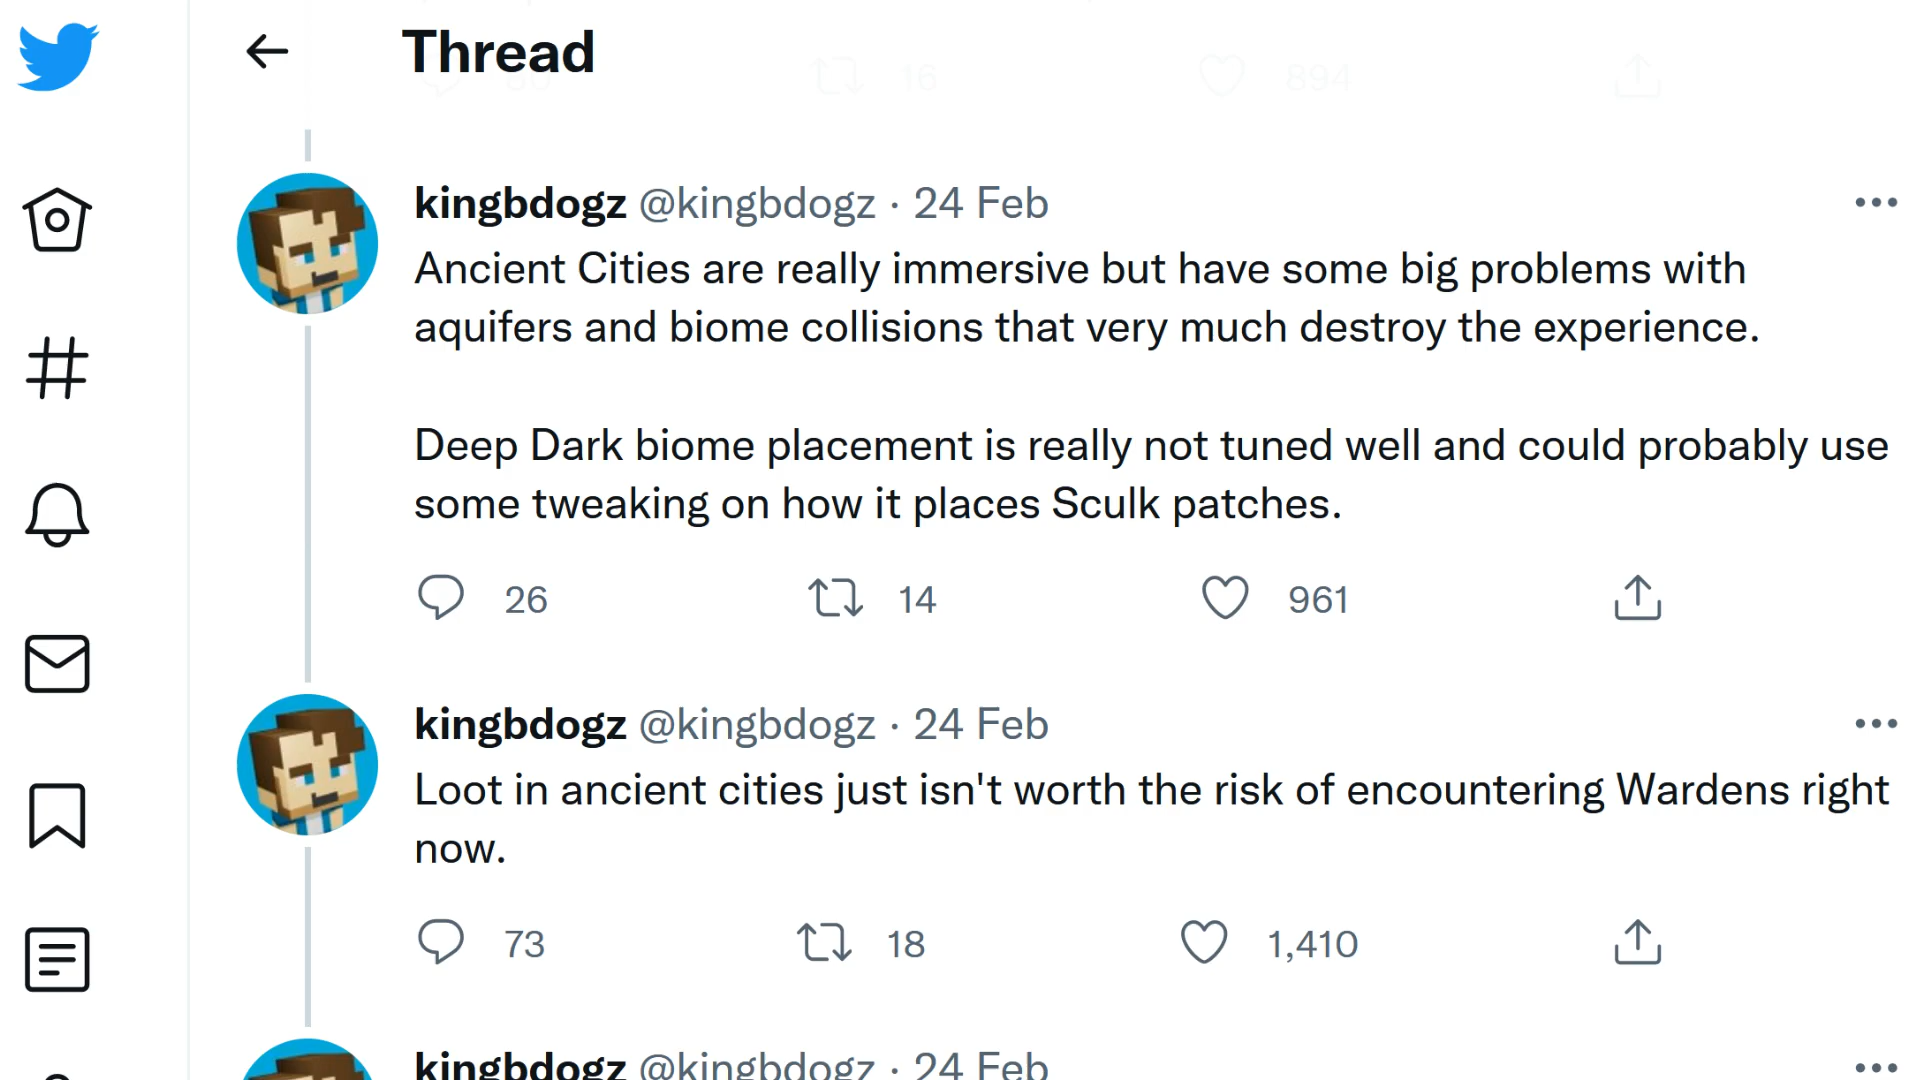 Thread
16
894
kingbdogz @kingbdogz · 24 Feb
Ancient Cities are really immersive but have some big problems with
aquifers and biome collisions that very much destroy the experience.
Deep Dark biome placement is really not tuned well and could probably use
some tweaking on how it places Sculk patches.
26
14
961
kingbdogz @kingbdogz · 24 Feb
Loot in ancient cities just isn't worth the risk of encountering Wardens right
now.
73
18
1,410
kingbdogz @kingbdogz · 24 Feb